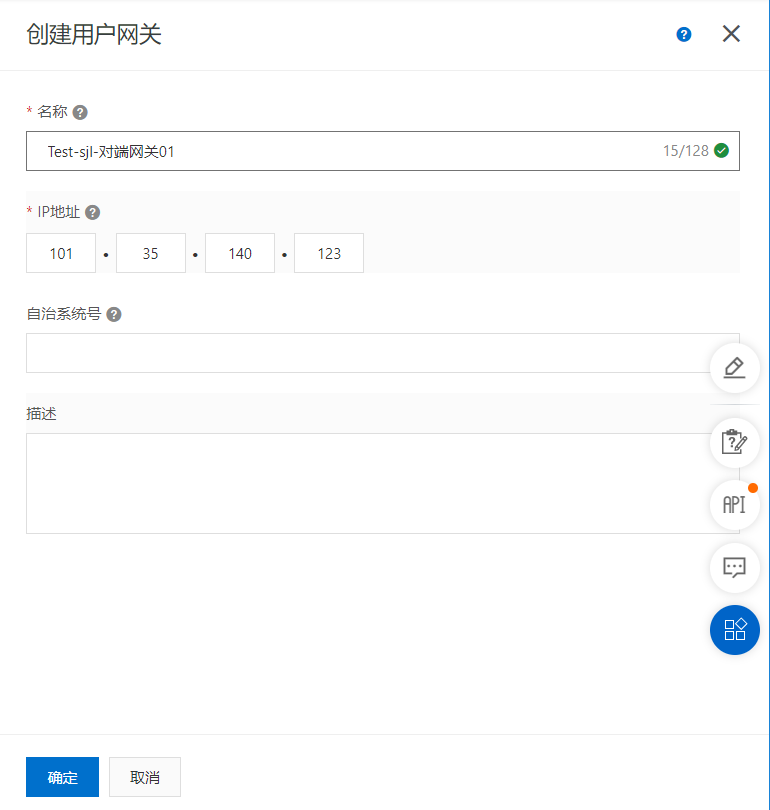 创建用户网关
* 名称
Test-sjl-对端网关01 15/128
* IP地址
101 • 35 • 140 • 123
自治系统号
描述
API
确定 取消